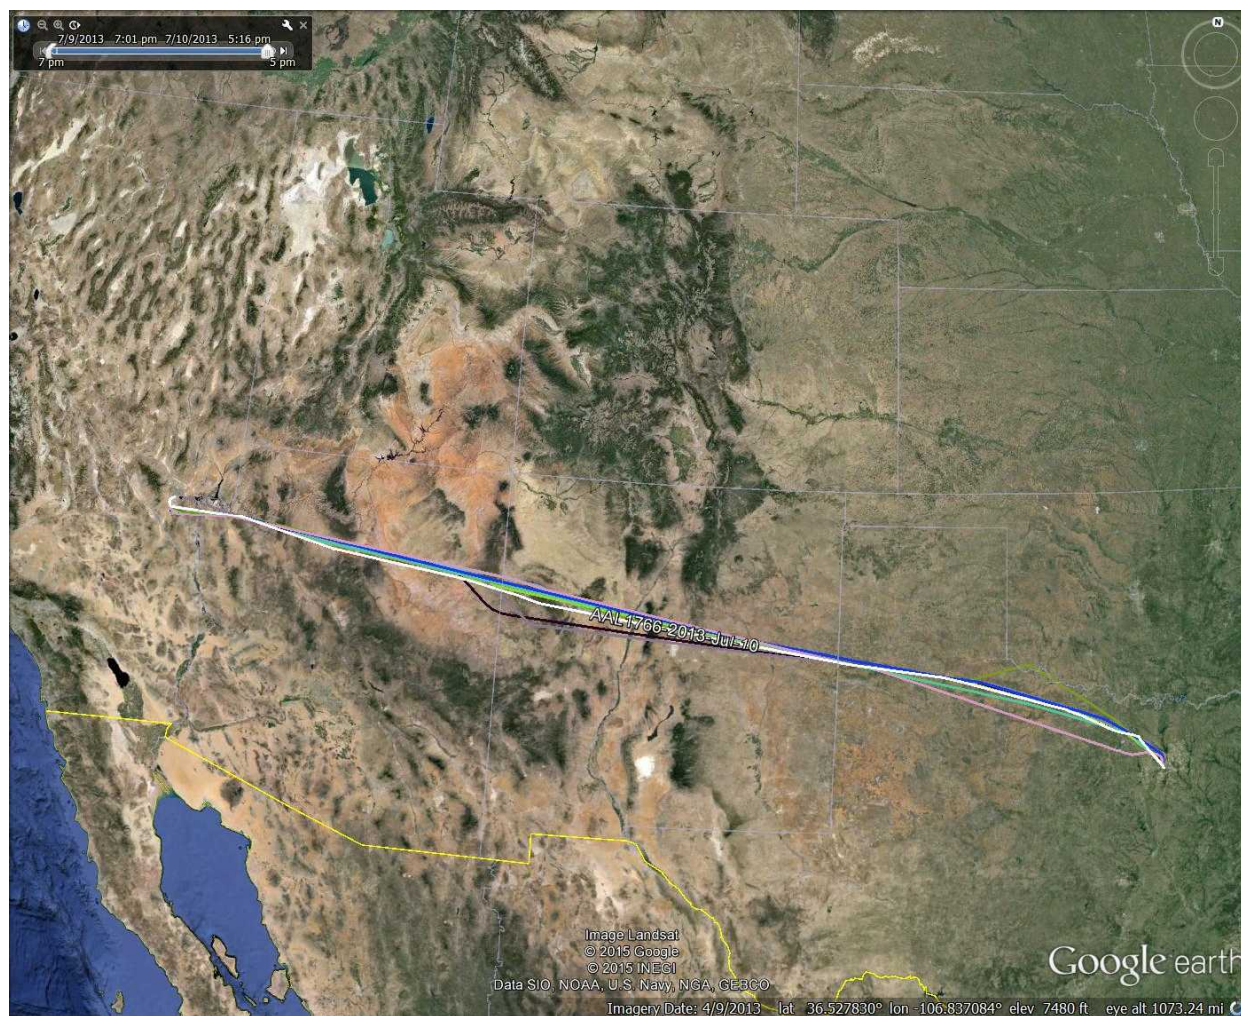 7/9/2013 7:01 pm 7/10/2013 5:16 pm
7 pm 5 pm
N
AAL1766-2013-Jul-10
Image Landsat
© 2015 Google
© 2015 INEGI
Data SIO, NOAA, U.S. Navy, NGA, GEBCO
Google earth
Imagery Date: 4/9/2013 lat 36.527830° lon -106.837084° elev 7480 ft eye alt 1073.24 mi